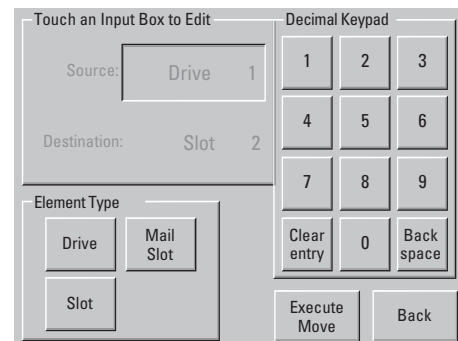 Touch an Input Box to Edit
Source: Drive 1
Destination: Slot 2
Element Type
Drive
Mail
Slot
Slot
Decimal Keypad
1 2 3
4 5 6
7 8 9
Clear
entry
0
Back
space
Execute
Move
Back